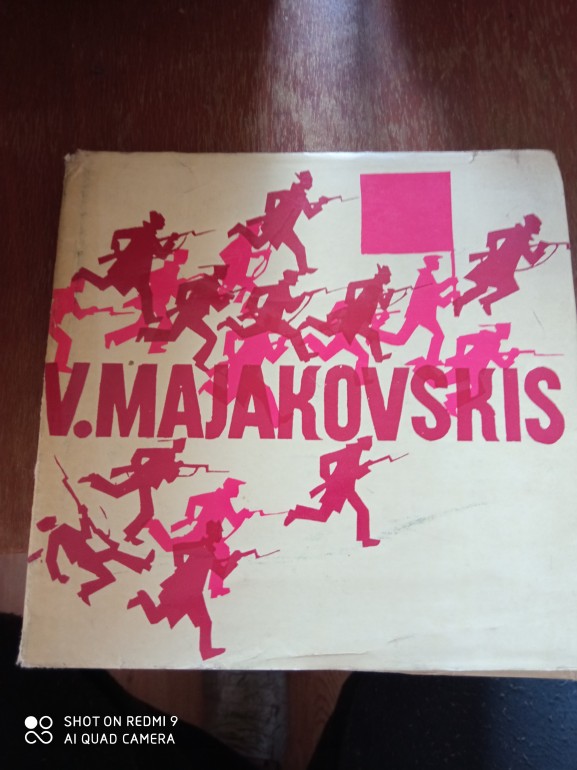 V.MAJAKOVSKIS
SHOT ON REDMI 9
AI QUAD CAMERA